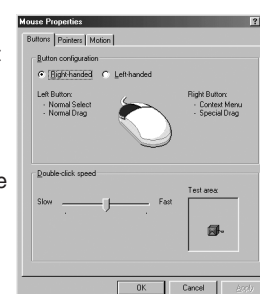 Mouse Properties
?
Buttons Pointers Motion
Button configuration
Right-handed Left-handed
Left Button:
- Normal Select
- Normal Drag
Right Button:
- Context Menu
- Special Drag
Double-click speed
Slow Fast
Test area:
OK Cancel Apply